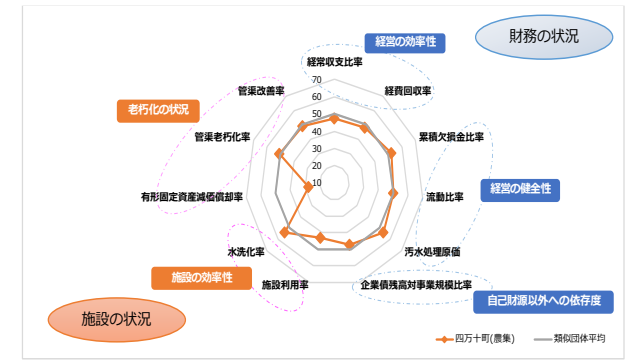 財務の状況
経営の効率性
経常収支比率
管渠改善率
経費回収率
老朽化の状況
管渠老朽化率
累積欠損金比率
70
60
50
40
30
20
10
有形固定資産減価償却率
流動比率
経営の健全性
水洗化率
汚水処理原価
施設の効率性
施設利用率
企業債残高対事業規模比率
自己財源以外への依存度
施設の状況
四万十町(農集)
類似団体平均